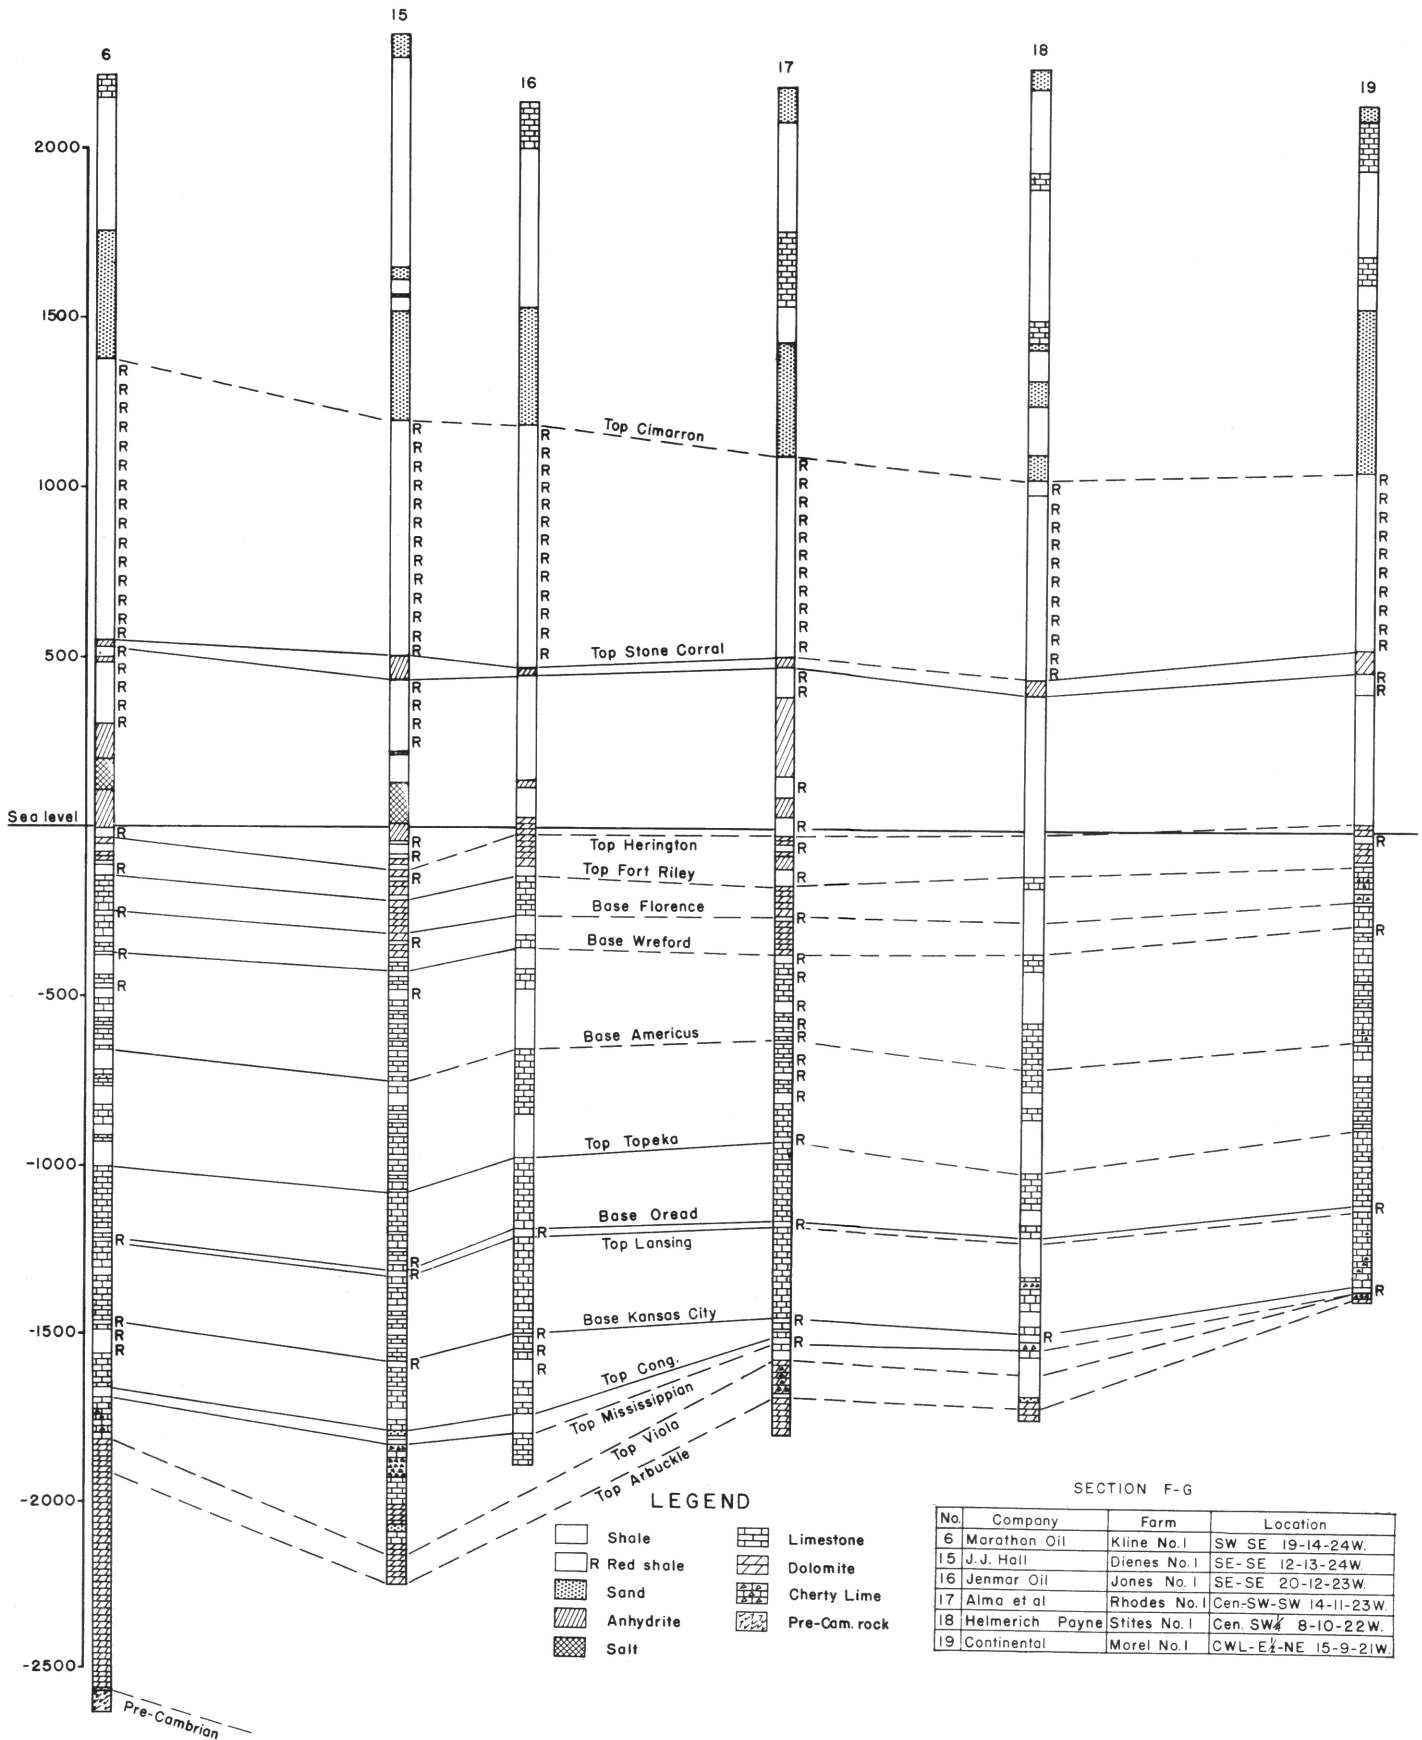 15
6
18
17
16
19
2000
1500
Top Cimarron
1000
Top Stone Corral
500
Sea level
Top Herington
Top Fort Riley
Base Florence
Base Wreford
-500
Base Americus
Top Topeka
-1000
Base Oread
Top Lansing
Base Kansas City
-1500
Top Cong.
Top Mississippian
Top Viola
Top Arbuckle
-2000
-2500
Pre-Cambrian
LEGEND
Shale
R Red shale
Sand
Anhydrite
Salt
Limestone
Dolomite
Cherty Lime
Pre-Cam. rock
SECTION F-G
No. Company Farm Location
6 Marathon Oil Kline No.1 SW SE 19-14-24W.
15 J.J. Hall Dienes No.1 SE-SE 12-13-24W.
16 Jenmar Oil Jones No.1 SE-SE 20-12-23W.
17 Alma et al Rhodes No.1 Cen.-SW-SW 14-11-23W.
18 Helmerich Payne Stites No.1 Cen. SW¼ 8-10-22W.
19 Continental Morel No.1 CWL-E½-NE 15-9-21W.